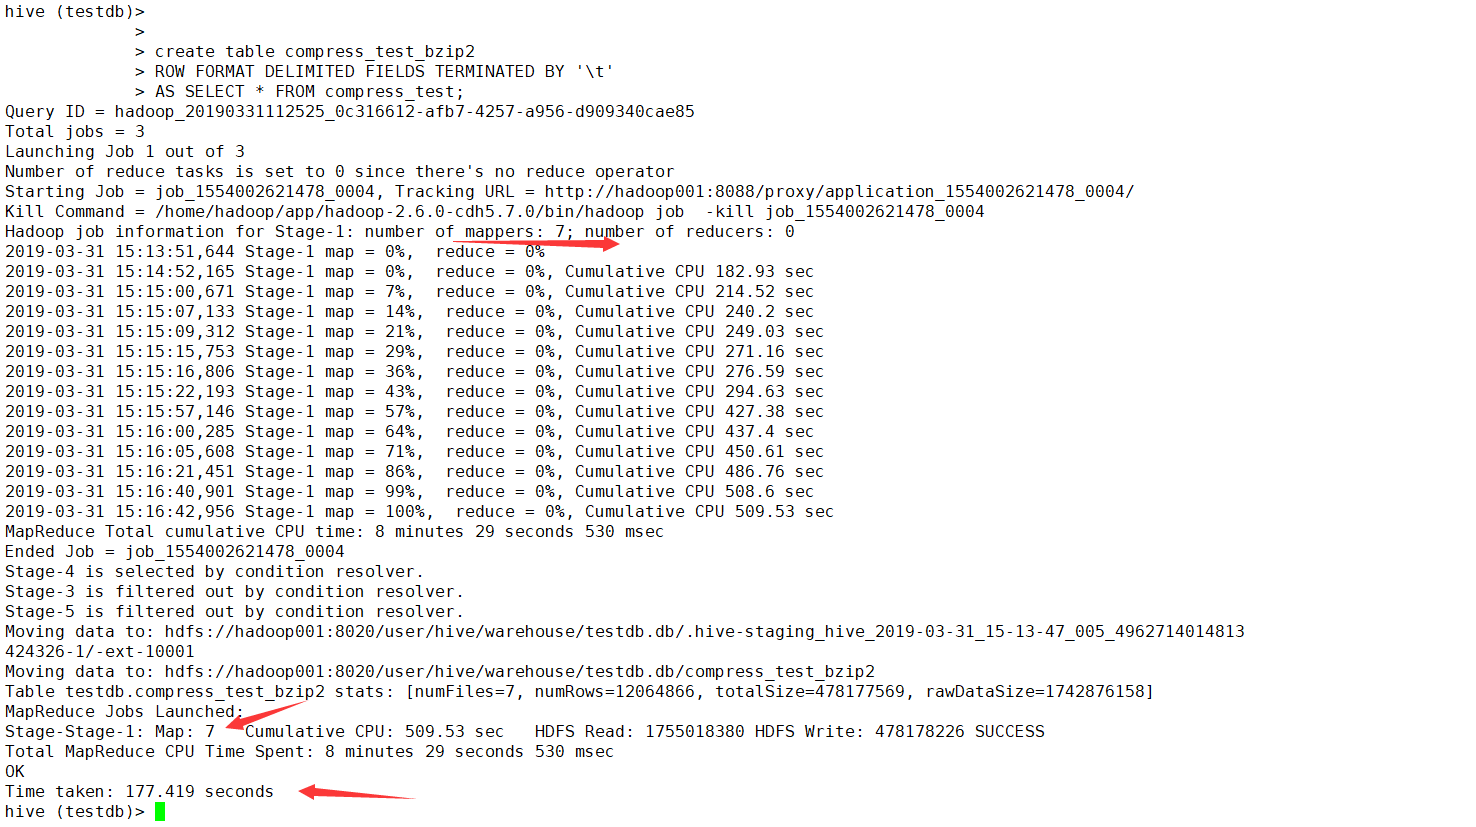 hive (testdb)>
>
> create table compress_test_bzip2
> ROW FORMAT DELIMITED FIELDS TERMINATED BY '\t'
> AS SELECT * FROM compress_test;
Query ID = hadoop_20190331112525_0c316612-afb7-4257-a956-d909340cae85
Total jobs = 3
Launching Job 1 out of 3
Number of reduce tasks is set to 0 since there's no reduce operator
Starting Job = job_1554002621478_0004, Tracking URL = http://hadoop001:8088/proxy/application_1554002621478_0004/
Kill Command = /home/hadoop/app/hadoop-2.6.0-cdh5.7.0/bin/hadoop job  -kill job_1554002621478_0004
Hadoop job information for Stage-1: number of mappers: 7; number of reducers: 0
2019-03-31 15:13:51,644 Stage-1 map = 0%,  reduce = 0%
2019-03-31 15:14:52,165 Stage-1 map = 0%,  reduce = 0%, Cumulative CPU 182.93 sec
2019-03-31 15:15:00,671 Stage-1 map = 7%,  reduce = 0%, Cumulative CPU 214.52 sec
2019-03-31 15:15:07,133 Stage-1 map = 14%,  reduce = 0%, Cumulative CPU 240.2 sec
2019-03-31 15:15:09,312 Stage-1 map = 21%,  reduce = 0%, Cumulative CPU 249.03 sec
2019-03-31 15:15:15,753 Stage-1 map = 29%,  reduce = 0%, Cumulative CPU 271.16 sec
2019-03-31 15:15:16,806 Stage-1 map = 36%,  reduce = 0%, Cumulative CPU 276.59 sec
2019-03-31 15:15:22,193 Stage-1 map = 43%,  reduce = 0%, Cumulative CPU 294.63 sec
2019-03-31 15:15:57,146 Stage-1 map = 57%,  reduce = 0%, Cumulative CPU 427.38 sec
2019-03-31 15:16:00,285 Stage-1 map = 64%,  reduce = 0%, Cumulative CPU 437.4 sec
2019-03-31 15:16:05,608 Stage-1 map = 71%,  reduce = 0%, Cumulative CPU 450.61 sec
2019-03-31 15:16:21,451 Stage-1 map = 86%,  reduce = 0%, Cumulative CPU 486.76 sec
2019-03-31 15:16:40,901 Stage-1 map = 99%,  reduce = 0%, Cumulative CPU 508.6 sec
2019-03-31 15:16:42,956 Stage-1 map = 100%,  reduce = 0%, Cumulative CPU 509.53 sec
MapReduce Total cumulative CPU time: 8 minutes 29 seconds 530 msec
Ended Job = job_1554002621478_0004
Stage-4 is selected by condition resolver.
Stage-3 is filtered out by condition resolver.
Stage-5 is filtered out by condition resolver.
Moving data to: hdfs://hadoop001:8020/user/hive/warehouse/testdb.db/.hive-staging_hive_2019-03-31_15-13-47_005_4962714014813
424326-1/-ext-10001
Moving data to: hdfs://hadoop001:8020/user/hive/warehouse/testdb.db/compress_test_bzip2
Table testdb.compress_test_bzip2 stats: [numFiles=7, numRows=12064866, totalSize=478177569, rawDataSize=1742876158]
MapReduce Jobs Launched:
Stage-Stage-1: Map: 7   Cumulative CPU: 509.53 sec   HDFS Read: 1755018380 HDFS Write: 478178226 SUCCESS
Total MapReduce CPU Time Spent: 8 minutes 29 seconds 530 msec
OK
Time taken: 177.419 seconds
hive (testdb)>